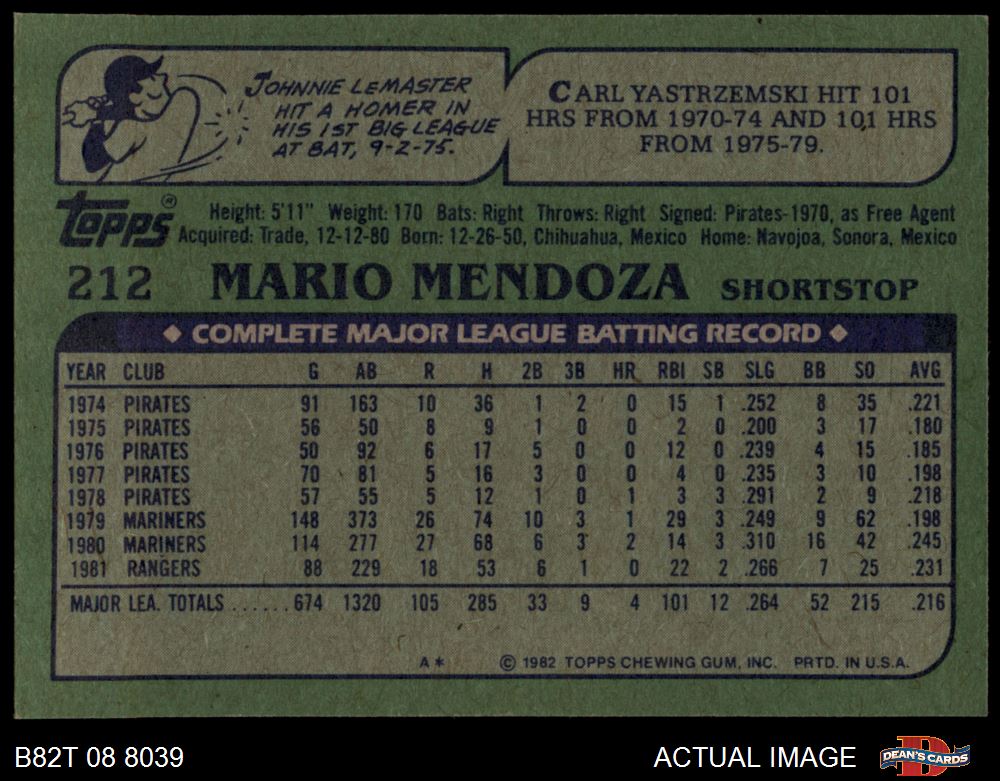 JOHNNIE LEMASTER
HIT A HOMER IN
HIS 1ST BIG LEAGUE
AT BAT, 9-2-75.
CARL YASTRZEMSKI HIT 101
HRS FROM 1970-74 AND 101 HRS
FROM 1975-79.
Topps®
Height: 5'11" Weight: 170 Bats: Right Throws: Right Signed: Pirates-1970, as Free Agent
Acquired: Trade, 12-12-80 Born: 12-26-50, Chihuahua, Mexico Home: Navojoa, Sonora, Mexico
212 MARIO MENDOZA SHORTSTOP
◆ COMPLETE MAJOR LEAGUE BATTING RECORD ◆
YEAR CLUB G AB R H 2B 3B HR RBI SB SLG BB SO AVG
1974 PIRATES 91 163 10 36 1 2 0 15 1 .252 8 35 .221
1975 PIRATES 56 50 8 9 1 0 0 2 0 .200 3 17 .180
1976 PIRATES 50 92 6 17 5 0 0 12 0 .239 4 15 .185
1977 PIRATES 70 81 5 16 3 0 0 4 0 .235 3 10 .198
1978 PIRATES 57 55 5 12 1 0 1 3 3 .291 2 9 .218
1979 MARINERS 148 373 26 74 10 3 1 29 3 .249 9 62 .198
1980 MARINERS 114 277 27 68 6 3 2 14 3 .310 16 42 .245
1981 RANGERS 88 229 18 53 6 1 0 22 2 .266 7 25 .231
MAJOR LEA. TOTALS ......674 1320 105 285 33 9 4 101 12 .264 52 215 .216
A* © 1982 TOPPS CHEWING GUM, INC. PRTD. IN U.S.A.
B82T 08 8039 ACTUAL IMAGE DEAN'S CARDS